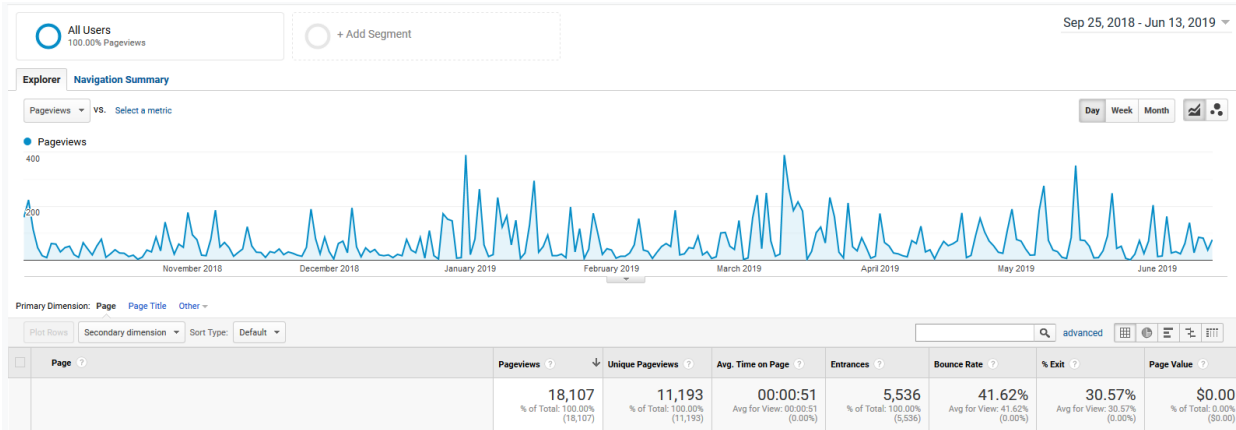 All Users
100.00% Pageviews
+ Add Segment
Sep 25, 2018 - Jun 13, 2019
Explorer Navigation Summary
Pageviews VS. Select a metric
Day Week Month
Pageviews
400
200
November 2018 December 2018 January 2019 February 2019 March 2019 April 2019 May 2019 June 2019
Primary Dimension: Page Page Title Other
Plot Rows Secondary dimension Sort Type: Default advanced
Page ? Pageviews ? Unique Pageviews ? Avg. Time on Page ? Entrances ? Bounce Rate ? % Exit ? Page Value ?
18,107 11,193 00:00:51 5,536 41.62% 30.57% $0.00
% of Total: 100.00% % of Total: 100.00% Avg for View: 00:00:51 % of Total: 100.00% Avg for View: 41.62% Avg for View: 30.57% % of Total: 0.00%
(18,107) (11,193) (0.00%) (5,536) (0.00%) (0.00%) ($0.00)